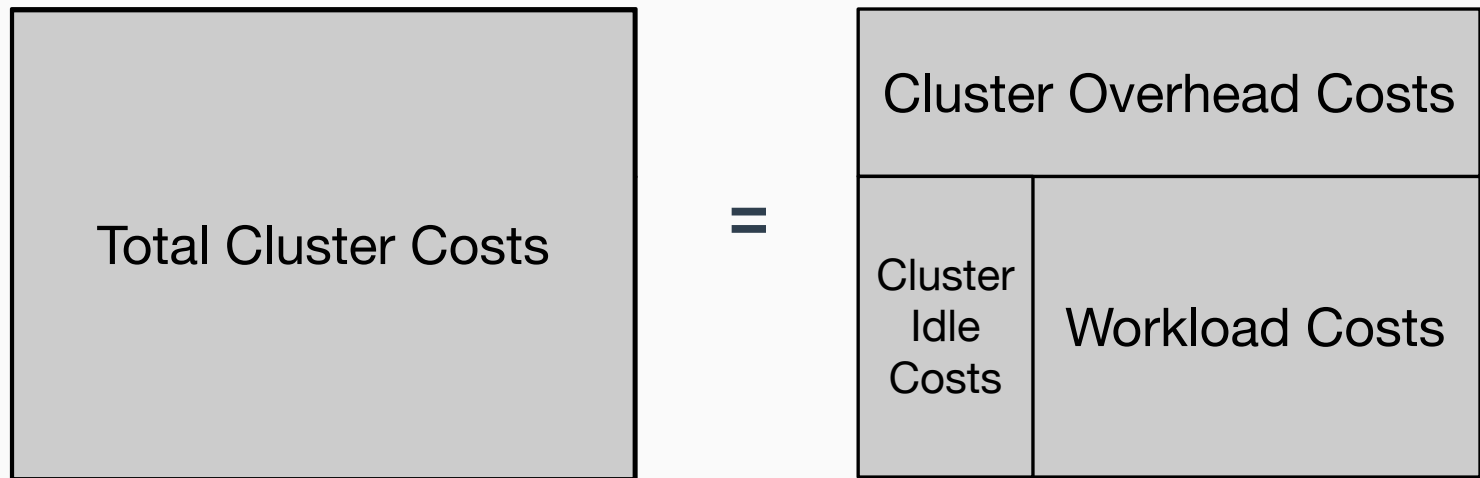 Total Cluster Costs
=
Cluster Overhead Costs
Cluster
Idle
Costs
Workload Costs